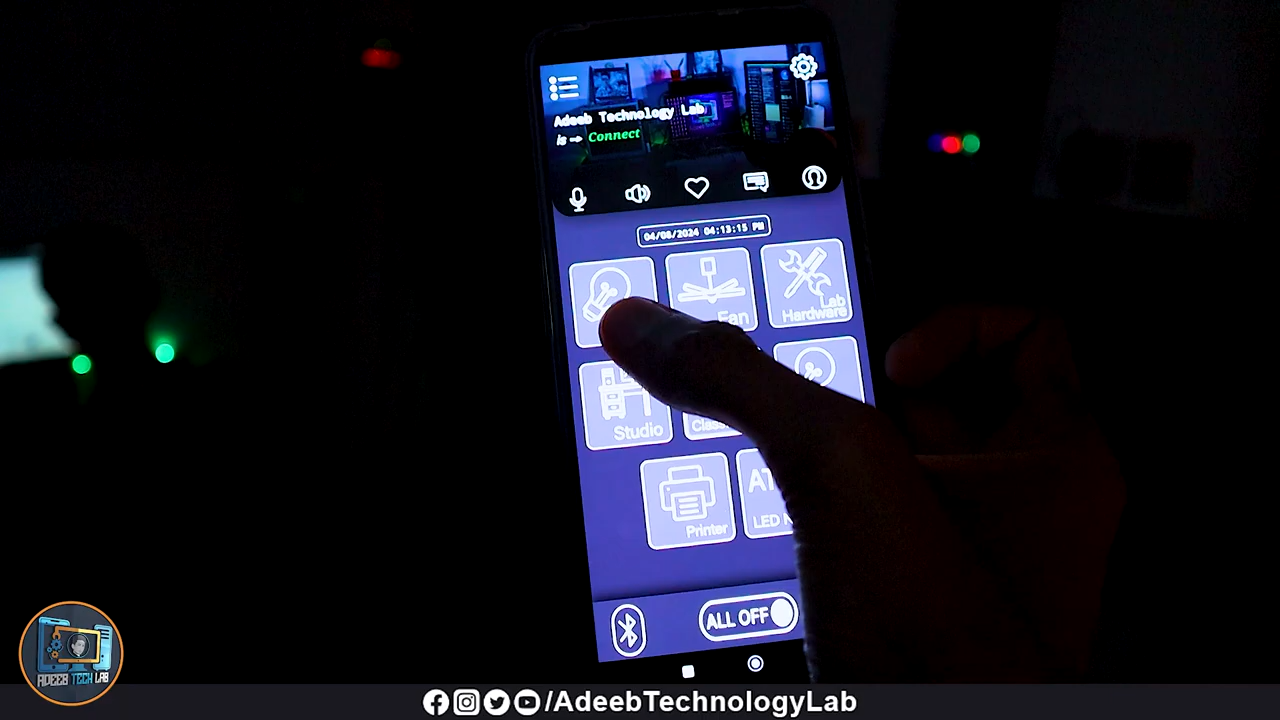 Adeeb Technology Lab
is ⇒ Connect
04/08/2024 04:13:15 PM
Fan
Lab
Hardware
Studio
Printer
LED
ALL OFF
ADEEB TECH LAB
/AdeebTechnologyLab